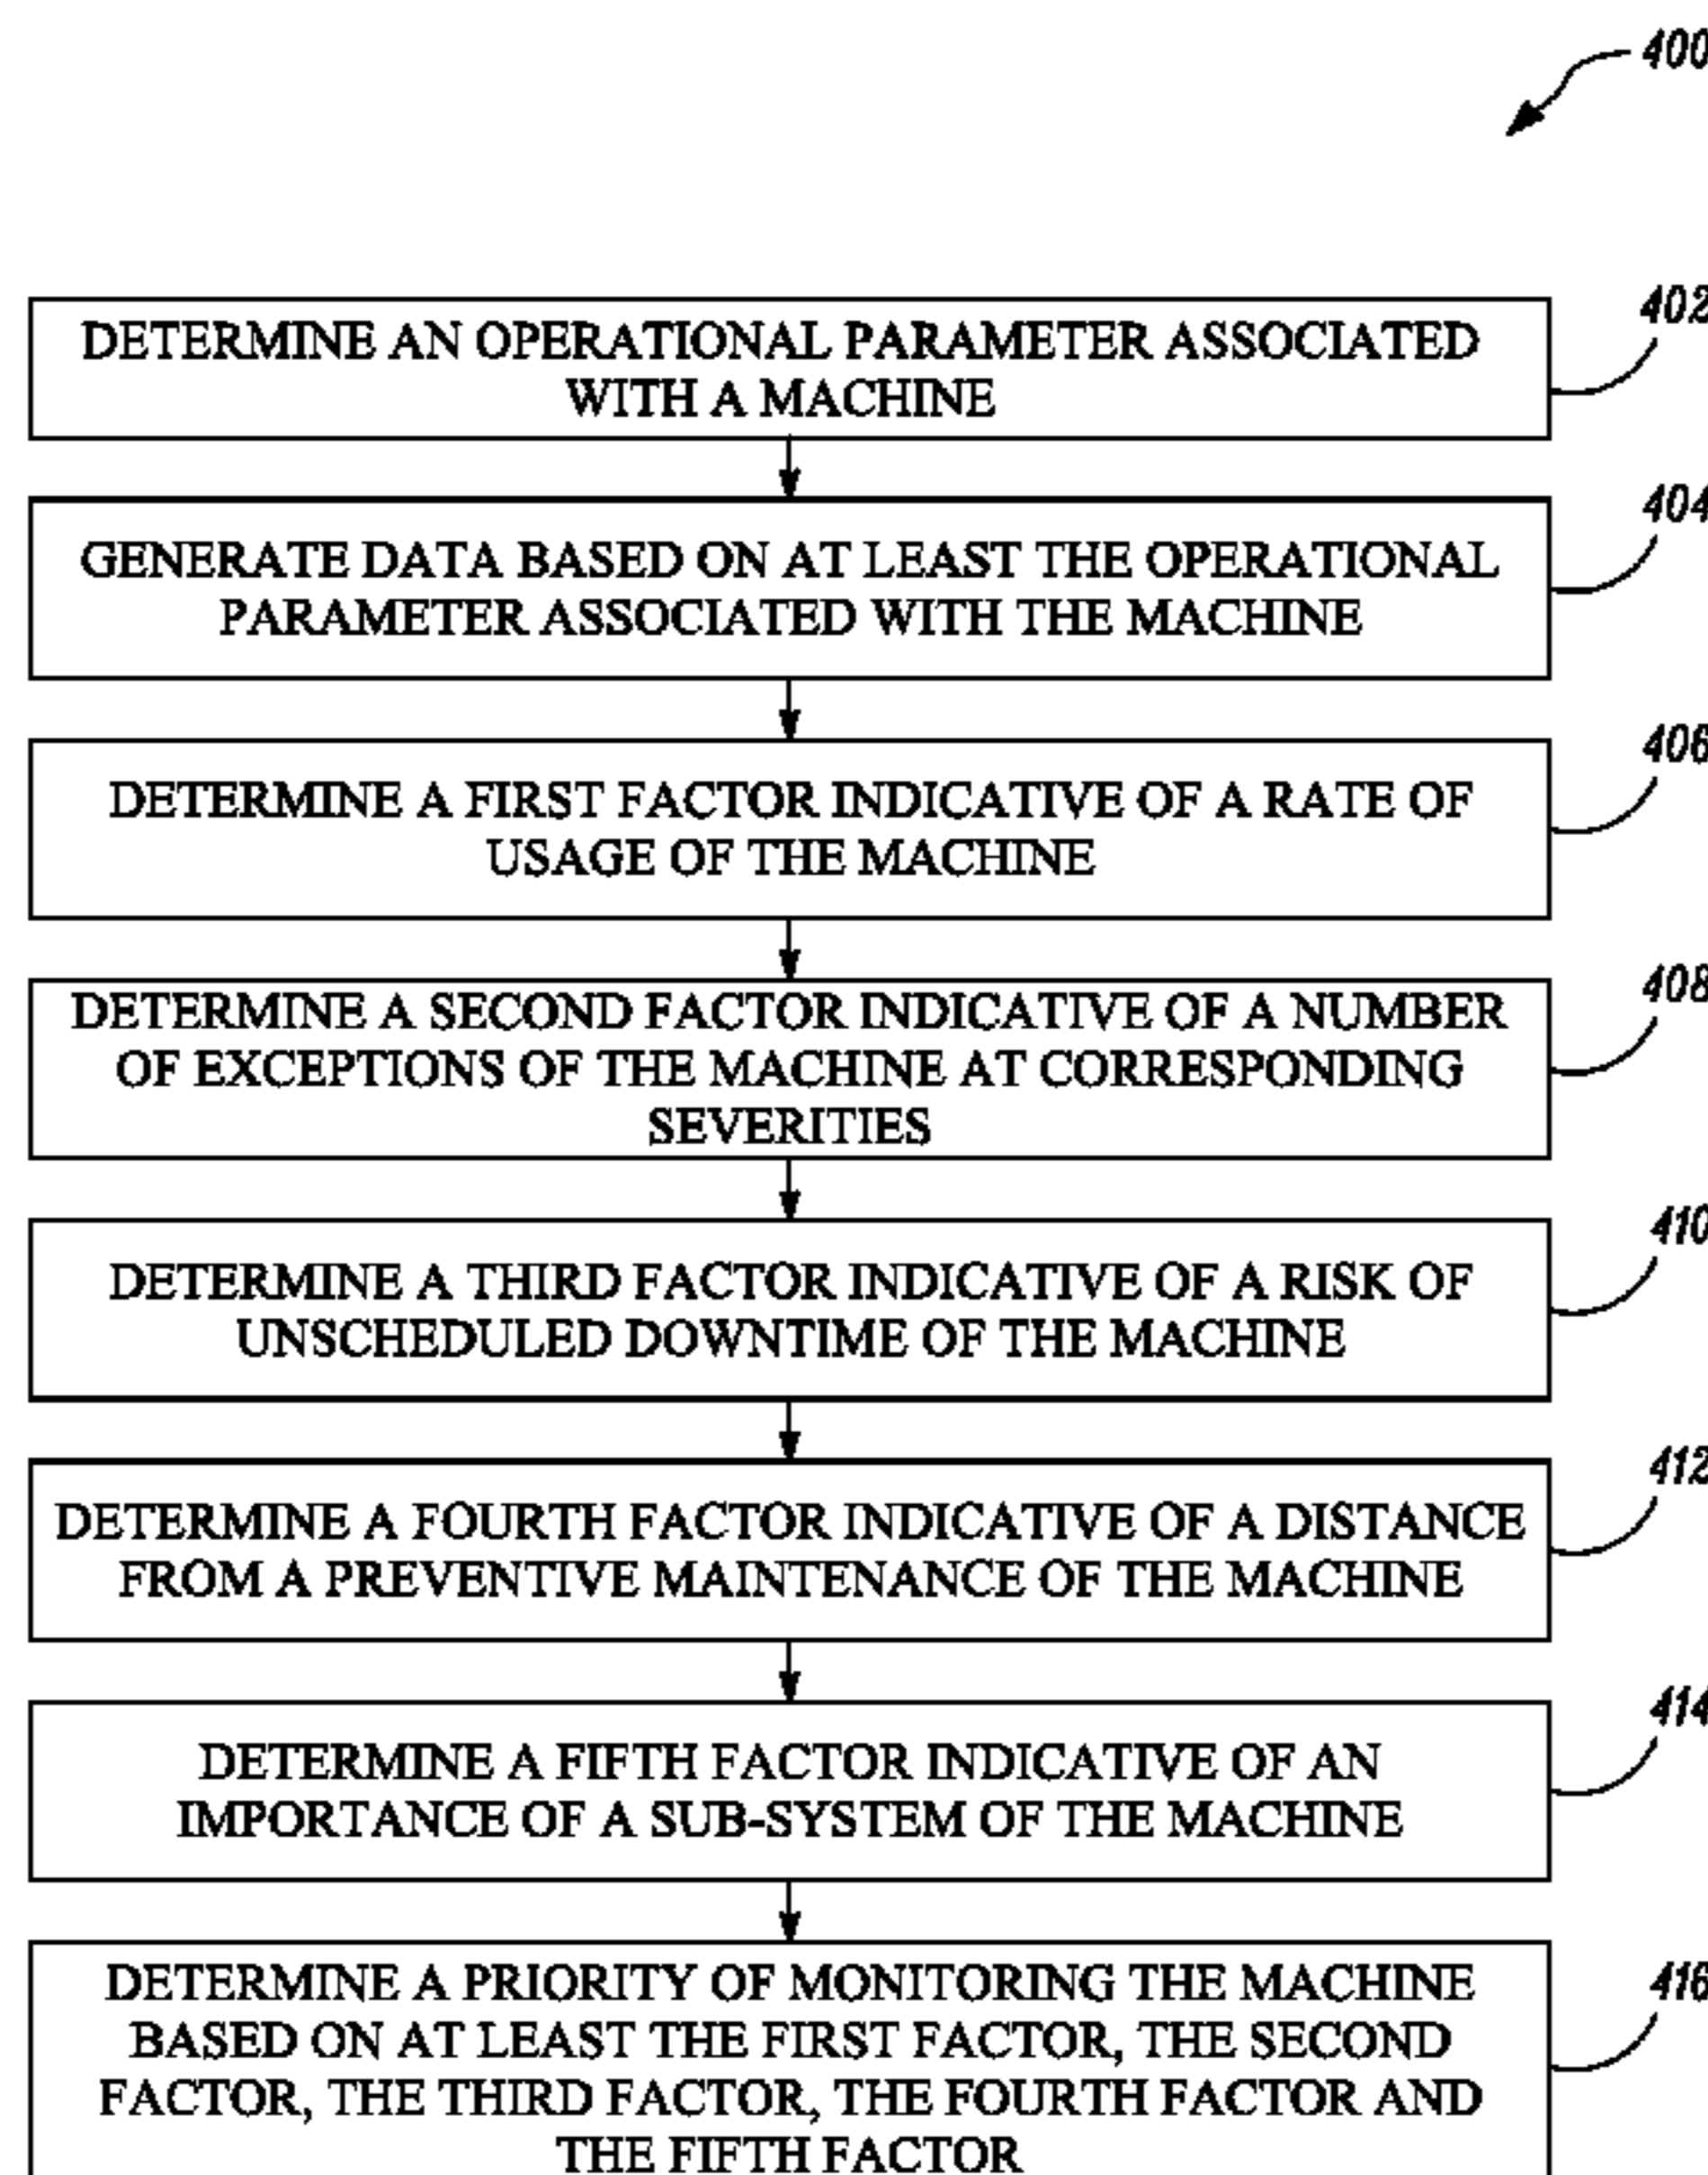 400
DETERMINE AN OPERATIONAL PARAMETER ASSOCIATED
WITH A MACHINE
402
GENERATE DATA BASED ON AT LEAST THE OPERATIONAL
PARAMETER ASSOCIATED WITH THE MACHINE
404
DETERMINE A FIRST FACTOR INDICATIVE OF A RATE OF
USAGE OF THE MACHINE
406
DETERMINE A SECOND FACTOR INDICATIVE OF A NUMBER
OF EXCEPTIONS OF THE MACHINE AT CORRESPONDING
SEVERITIES
408
DETERMINE A THIRD FACTOR INDICATIVE OF A RISK OF
UNSCHEDULED DOWNTIME OF THE MACHINE
410
DETERMINE A FOURTH FACTOR INDICATIVE OF A DISTANCE
FROM A PREVENTIVE MAINTENANCE OF THE MACHINE
412
DETERMINE A FIFTH FACTOR INDICATIVE OF AN
IMPORTANCE OF A SUB-SYSTEM OF THE MACHINE
414
DETERMINE A PRIORITY OF MONITORING THE MACHINE
BASED ON AT LEAST THE FIRST FACTOR, THE SECOND
FACTOR, THE THIRD FACTOR, THE FOURTH FACTOR AND
THE FIFTH FACTOR
416